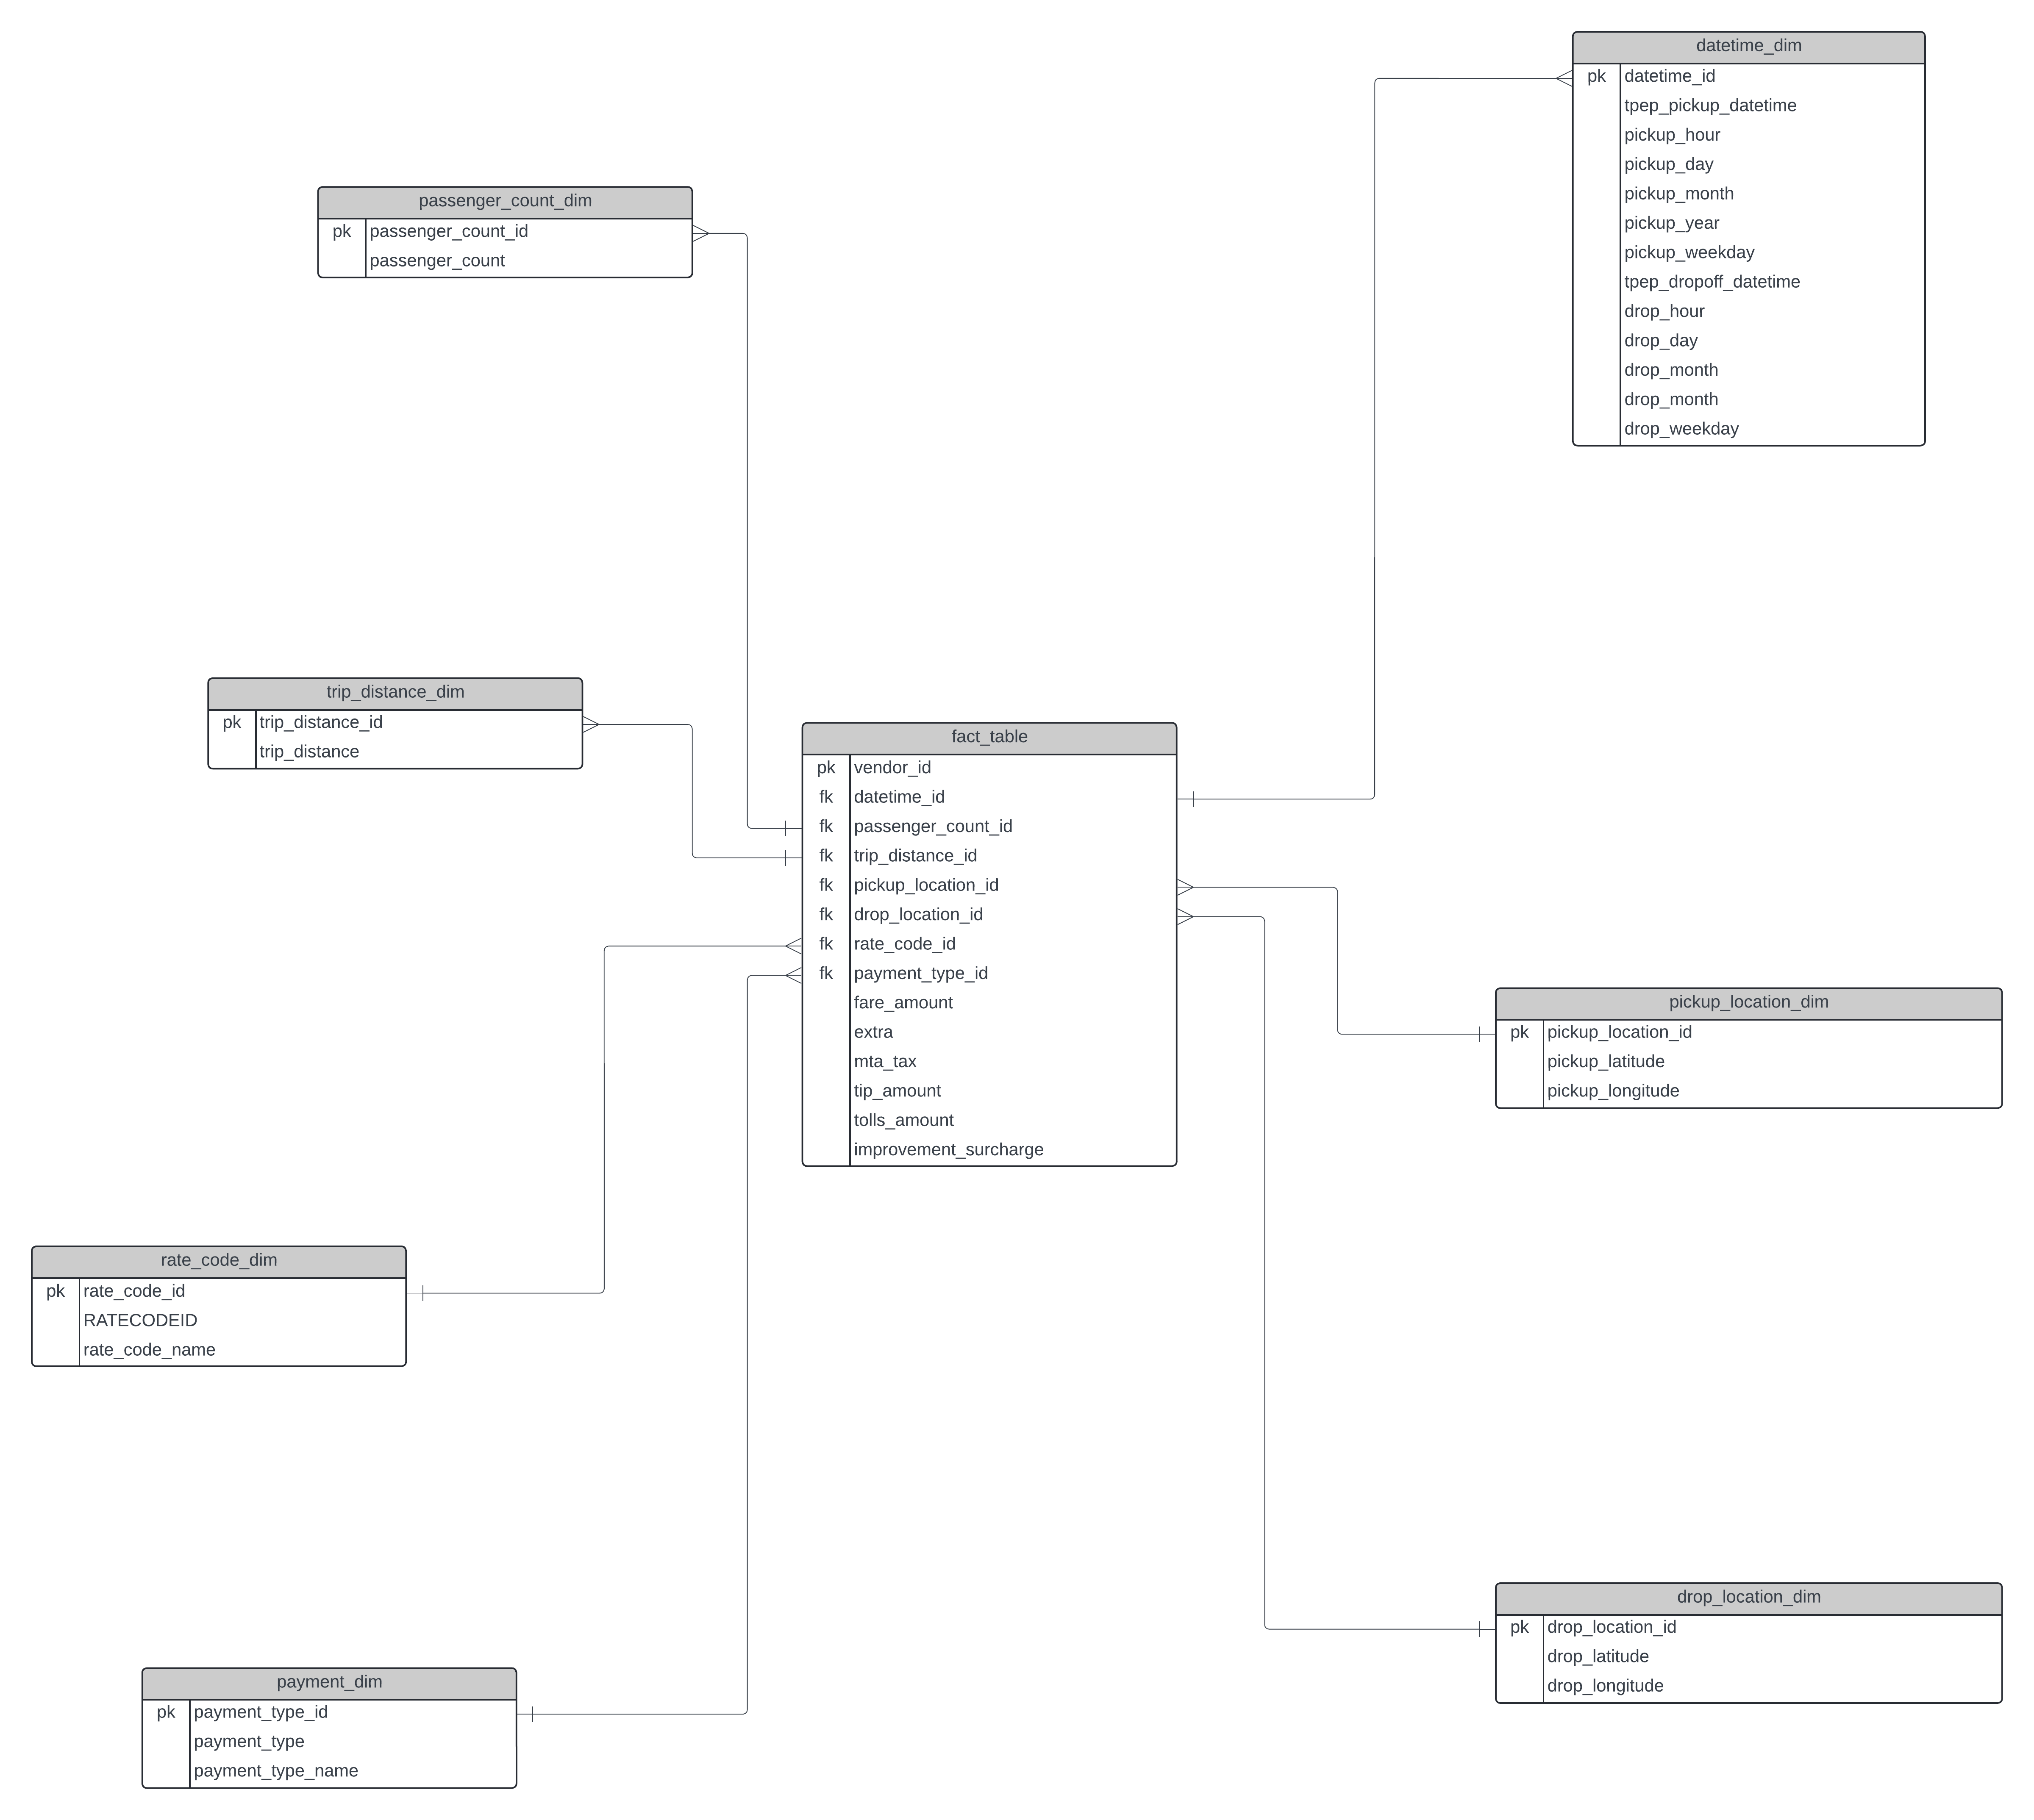 datetime_dim
pk datetime_id
tpep_pickup_datetime
pickup_hour
pickup_day
pickup_month
pickup_year
pickup_weekday
tpep_dropoff_datetime
drop_hour
drop_day
drop_month
drop_month
drop_weekday
passenger_count_dim
pk passenger_count_id
passenger_count
trip_distance_dim
pk trip_distance_id
trip_distance
fact_table
pk vendor_id
fk datetime_id
fk passenger_count_id
fk trip_distance_id
fk pickup_location_id
fk drop_location_id
fk rate_code_id
fk payment_type_id
fare_amount
extra
mta_tax
tip_amount
tolls_amount
improvement_surcharge
pickup_location_dim
pk pickup_location_id
pickup_latitude
pickup_longitude
rate_code_dim
pk rate_code_id
RATECODEID
rate_code_name
drop_location_dim
pk drop_location_id
drop_latitude
drop_longitude
payment_dim
pk payment_type_id
payment_type
payment_type_name